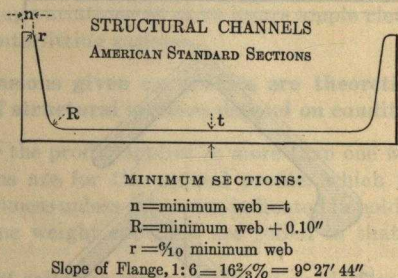 n
STRUCTURAL CHANNELS
r
AMERICAN STANDARD SECTIONS
R
t
MINIMUM SECTIONS:
n=minimum web=t
R=minimum web + 0.10"
r=6⁄10 minimum web
Slope of Flange, 1:6=16⅔%=9° 27' 44"